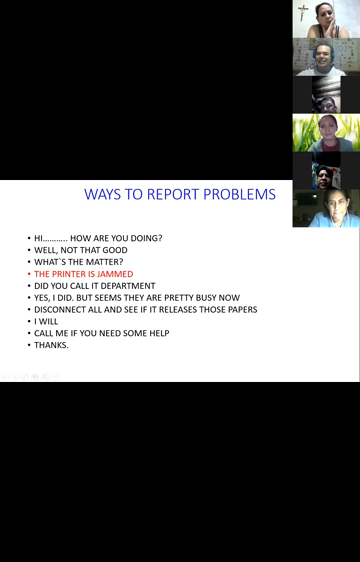 WAYS TO REPORT PROBLEMS
• HI……….. HOW ARE YOU DOING?
• WELL, NOT THAT GOOD
• WHAT`S THE MATTER?
• THE PRINTER IS JAMMED
• DID YOU CALL IT DEPARTMENT
• YES, I DID. BUT SEEMS THEY ARE PRETTY BUSY NOW
• DISCONNECT ALL AND SEE IF IT RELEASES THOSE PAPERS
• I WILL
• CALL ME IF YOU NEED SOME HELP
• THANKS.